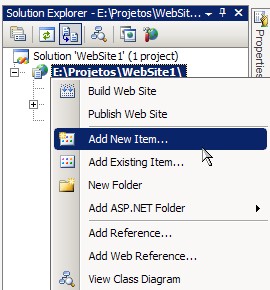 Solution Explorer - E:\Projetos\WebSit...
Solution 'WebSite1' (1 project)
E:\Projetos\WebSite1\
Build Web Site
Publish Web Site
Add New Item...
Add Existing Item...
New Folder
Add ASP.NET Folder
Add Reference...
Add Web Reference...
View Class Diagram
Properties